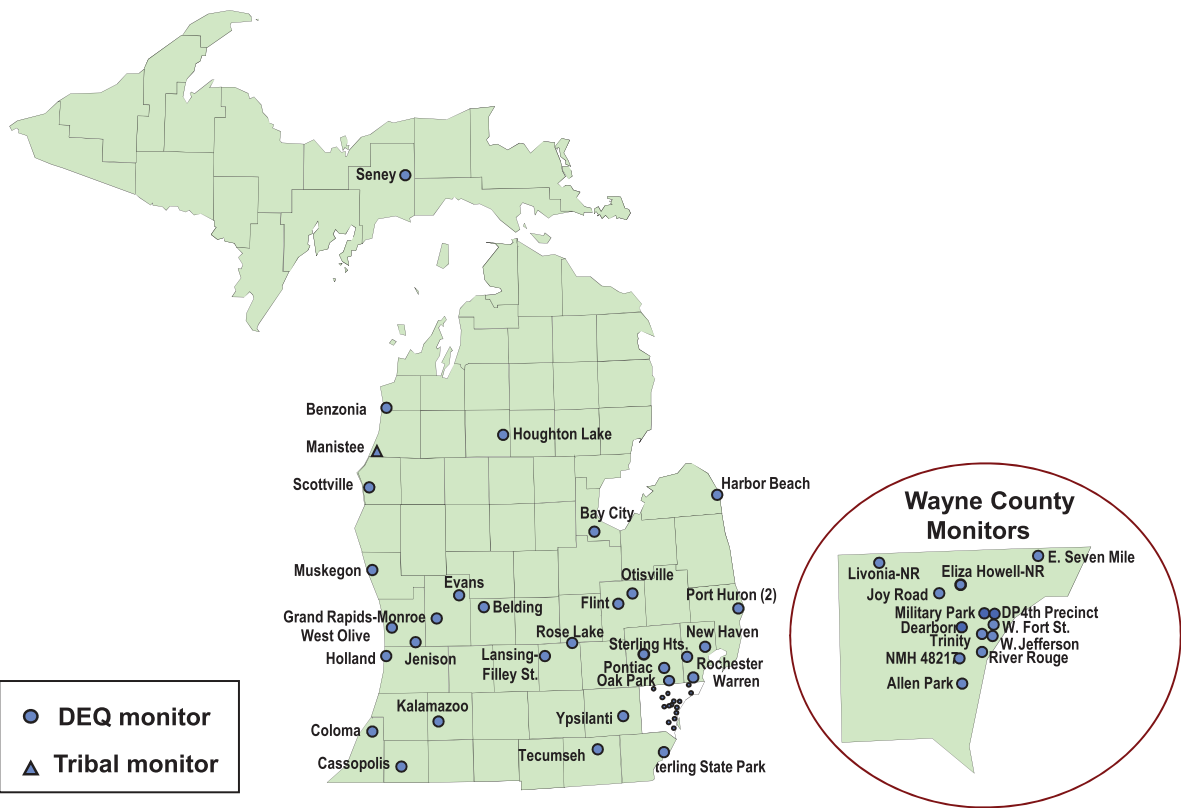 Seney
Benzonia
Houghton Lake
Manistee
Scottville
Harbor Beach
Bay City
Muskegon
Evans
Otisville
Belding
Flint
Port Huron (2)
Grand Rapids-Monroe
West Olive
Rose Lake
New Haven
Sterling Hts.
Holland
Jenison
Lansing-
Filley St.
Pontiac
Rochester
Oak Park
Warren
Kalamazoo
Coloma
Ypsilanti
Cassopolis
Tecumseh
terling State Park
DEQ monitor
Tribal monitor
Wayne County
Monitors
E. Seven Mile
Livonia-NR
Eliza Howell-NR
Joy Road
Military Park
DP4th Precinct
Dearborn
W. Fort St.
Trinity
W.Jefferson
NMH 48217
River Rouge
Allen Park